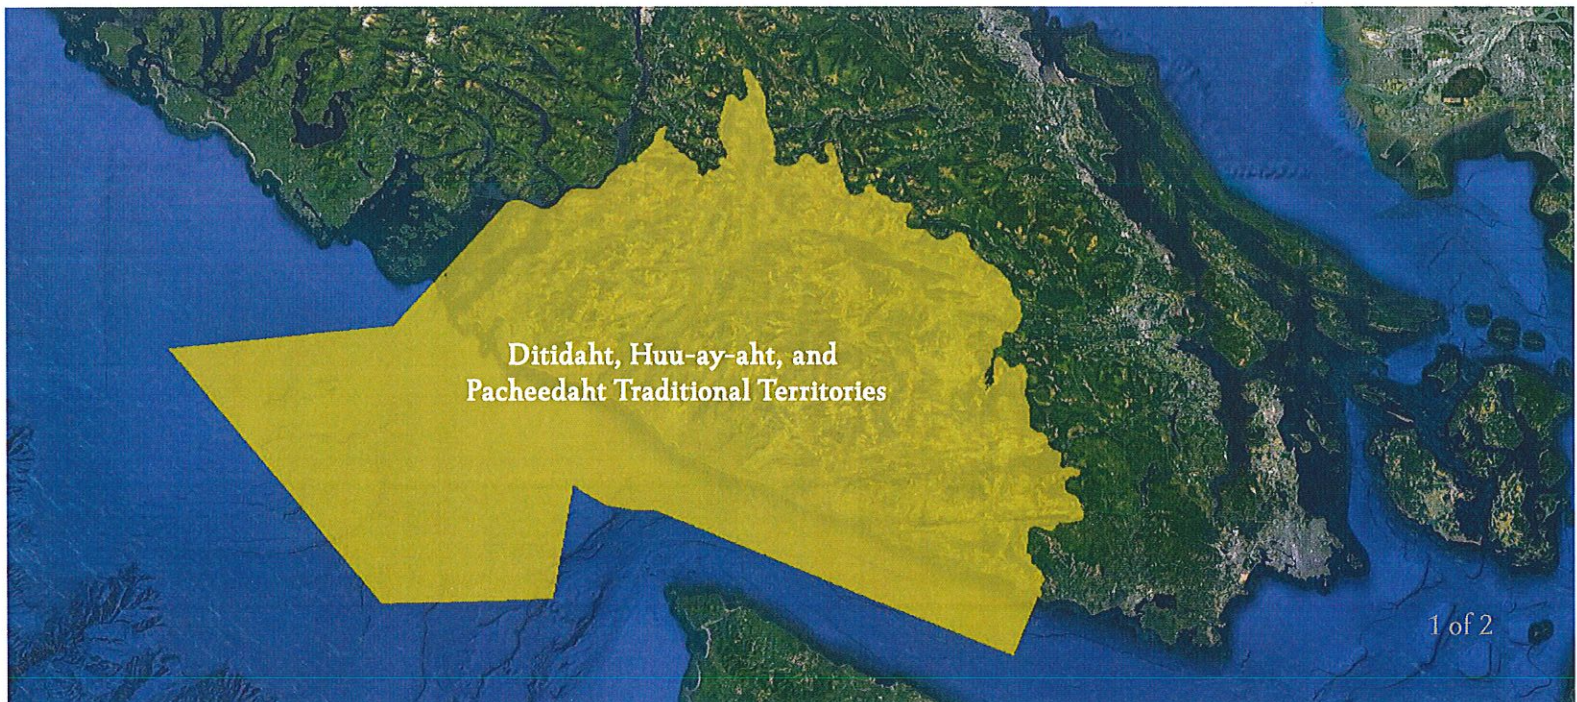 Ditidaht, Huu-ay-aht, and
Pacheedaht Traditional Territories
1 of 2